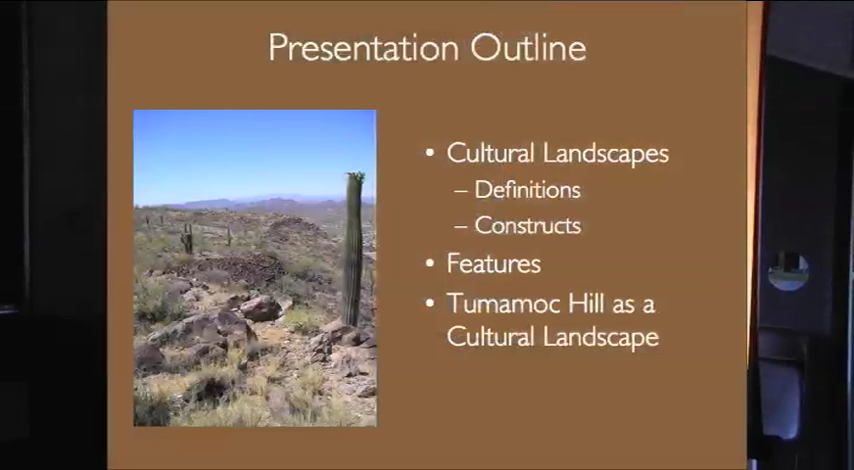 Presentation Outline
• Cultural Landscapes
– Definitions
– Constructs
• Features
• Tumamoc Hill as a
Cultural Landscape